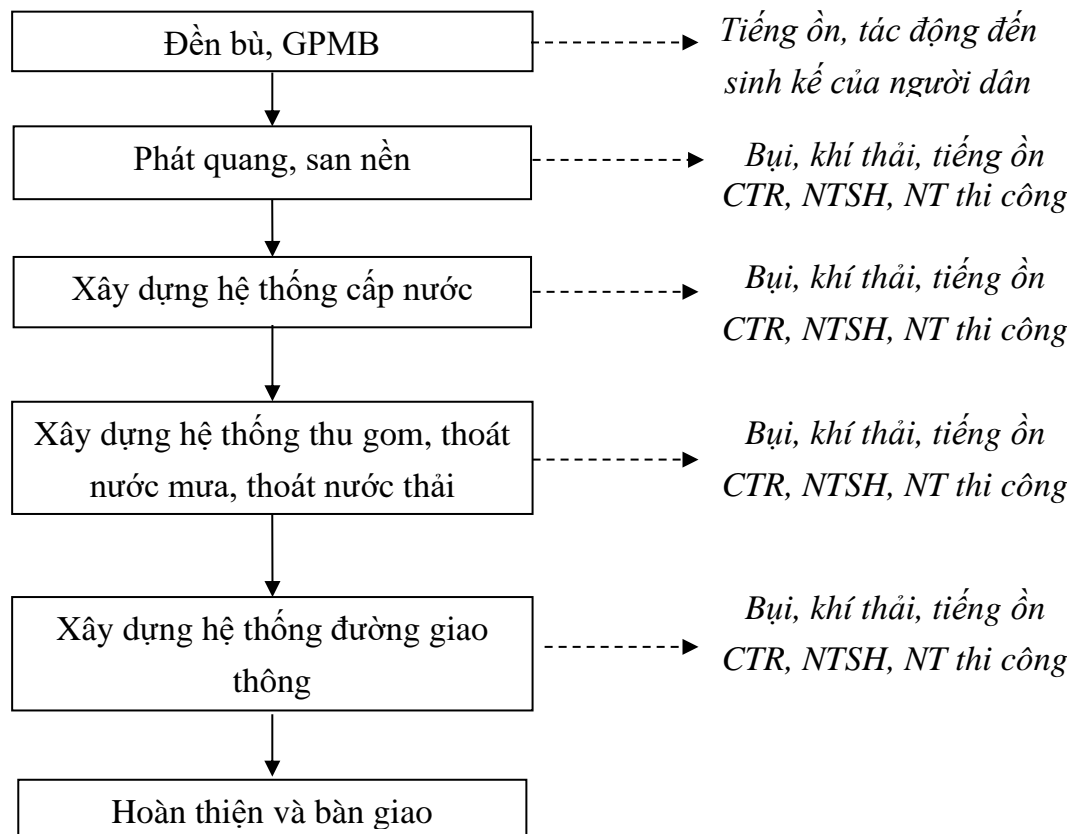 Đền bù, GPMB
Tiếng ồn, tác động đến
sinh kế của người dân
Phát quang, san nền
Bụi, khí thải, tiếng ồn
CTR, NTSH, NT thi công
Xây dựng hệ thống cấp nước
Bụi, khí thải, tiếng ồn
CTR, NTSH, NT thi công
Xây dựng hệ thống thu gom, thoát
nước mưa, thoát nước thải
Bụi, khí thải, tiếng ồn
CTR, NTSH, NT thi công
Xây dựng hệ thống đường giao
thông
Bụi, khí thải, tiếng ồn
CTR, NTSH, NT thi công
Hoàn thiện và bàn giao